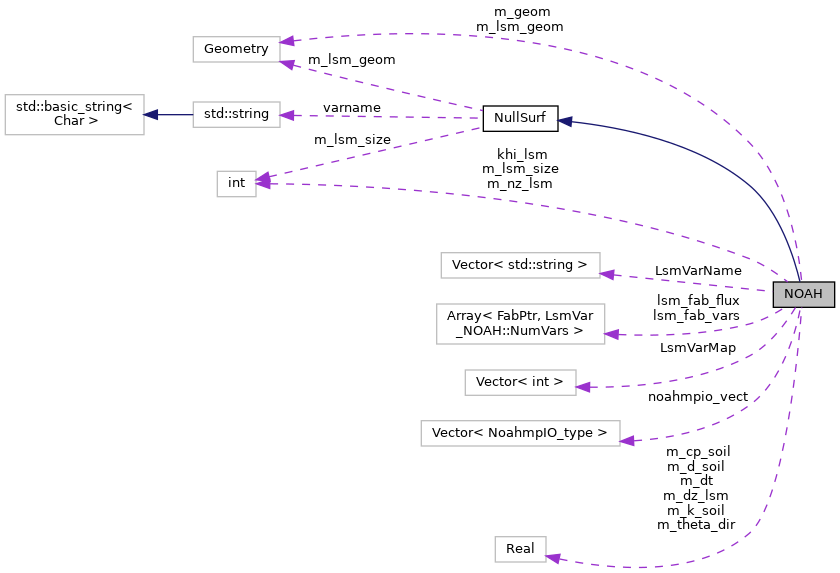 m_geom
m_lsm_geom
Geometry
m_lsm_geom
std::basic_string<
Char >
std::string
varname
NullSurf
m_lsm_size
int
khi_lsm
m_lsm_size
m_nz_lsm
Vector< std::string >
LsmVarName
NOAH
Array< FabPtr, LsmVar
_NOAH::NumVars >
lsm_fab_flux
lsm_fab_vars
LsmVarMap
Vector< int >
noahmpio_vect
Vector< NoahmpIO_type >
m_cp_soil
m_d_soil
m_dt
m_dz_lsm
m_k_soil
m_theta_dir
Real